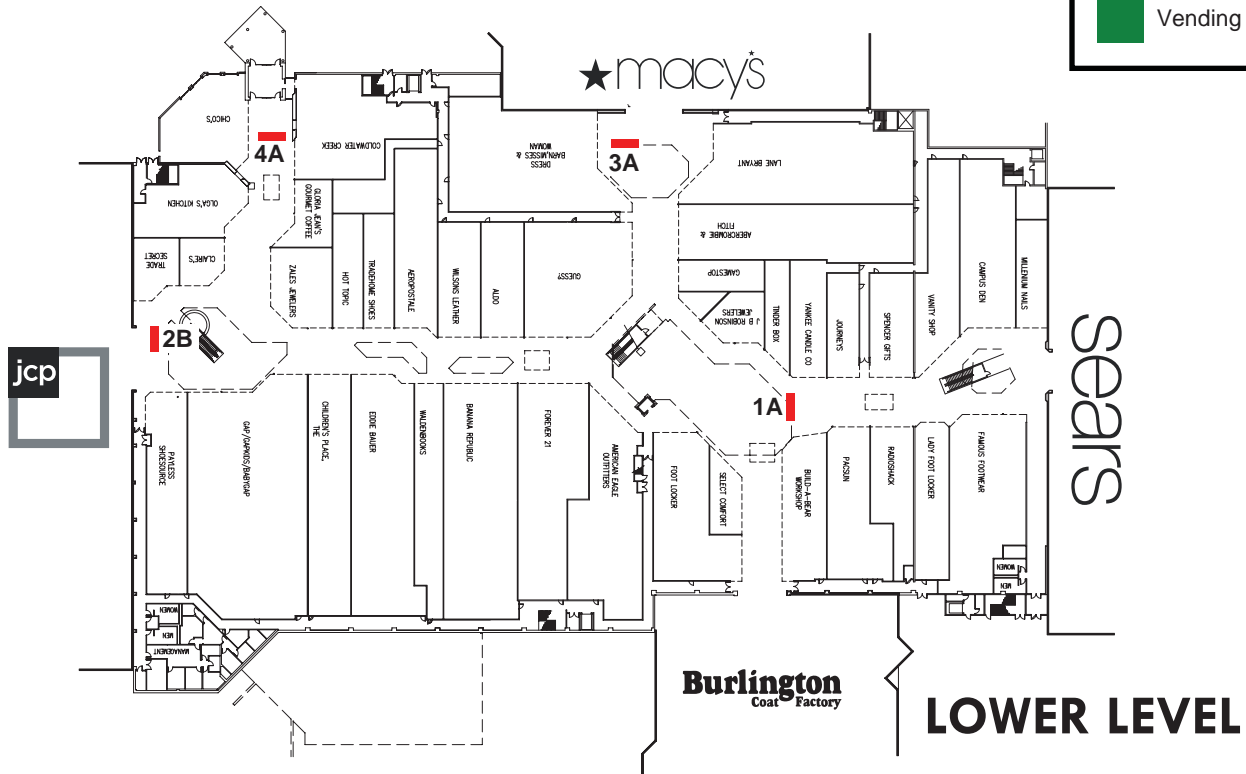 Vending
★macy's
CHICO'S
4A
COLDWATER CREEK
DRESS
BARN,MISSES &
WOMAN
3A
LANE BRYANT
OLGA'S KITCHEN
GLORIA JEAN'S
GOURMET COFFEE
ABERCROMBIE &
FITCH
TRADE
SECRET
CLAIRE'S
ZALES JEWELERS
HOT TOPIC
TRADEHOME SHOES
AEROPOSTALE
WILSONS LEATHER
ALDO
GUESS?
GAMESTOP
J B ROBINSON
JEWELERS
TINDER BOX
YANKEE CANDLE CO
JOURNEYS
SPENCER GIFTS
VANITY SHOP
CAMPUS DEN
MILLENIUM NAILS
2B
jcp
sears
1A
PAYLESS
SHOESOURCE
GAP/GAPKIDS/BABYGAP
CHILDREN'S PLACE,
THE
EDDIE BAUER
WALDENBOOKS
BANANA REPUBLIC
FOREVER 21
AMERICAN EAGLE
OUTFITTERS
FOOT LOCKER
SELECT COMFORT
BUILD-A-BEAR
WORKSHOP
PACSUN
RADIOSHACK
LADY FOOT LOCKER
FAMOUS FOOTWEAR
WOMEN
MEN
WOMEN
MEN
MANAGEMENT
Burlington
Coat Factory
LOWER LEVEL